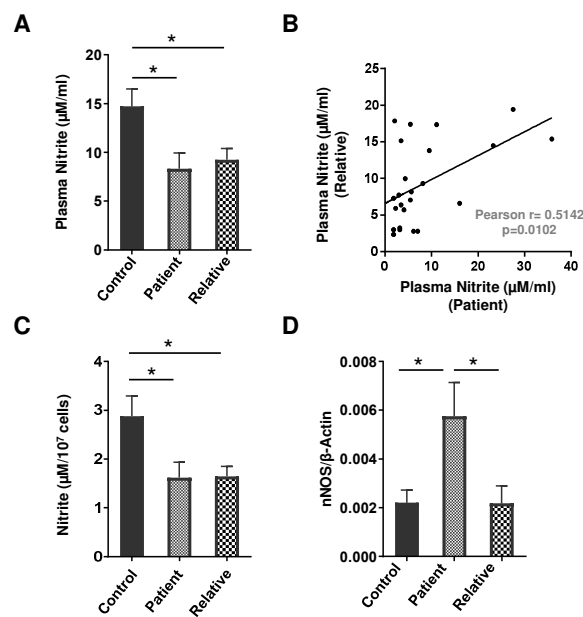 A
Plasma Nitrite (μM/ml)
20
15
10
5
0
*
*
Control
Patient
Relative
B
Plasma Nitrite (μM/ml)
(Relative)
25
20
15
10
5
0
0
10
20
30
40
Pearson r= 0.5142
p=0.0102
Plasma Nitrite (μM/ml)
(Patient)
C
Nitrite (μM/10⁷ cells)
4
3
2
1
0
*
*
Control
Patient
Relative
D
nNOS/β-Actin
0.008
0.006
0.004
0.002
0.000
*
*
Control
Patient
Relative